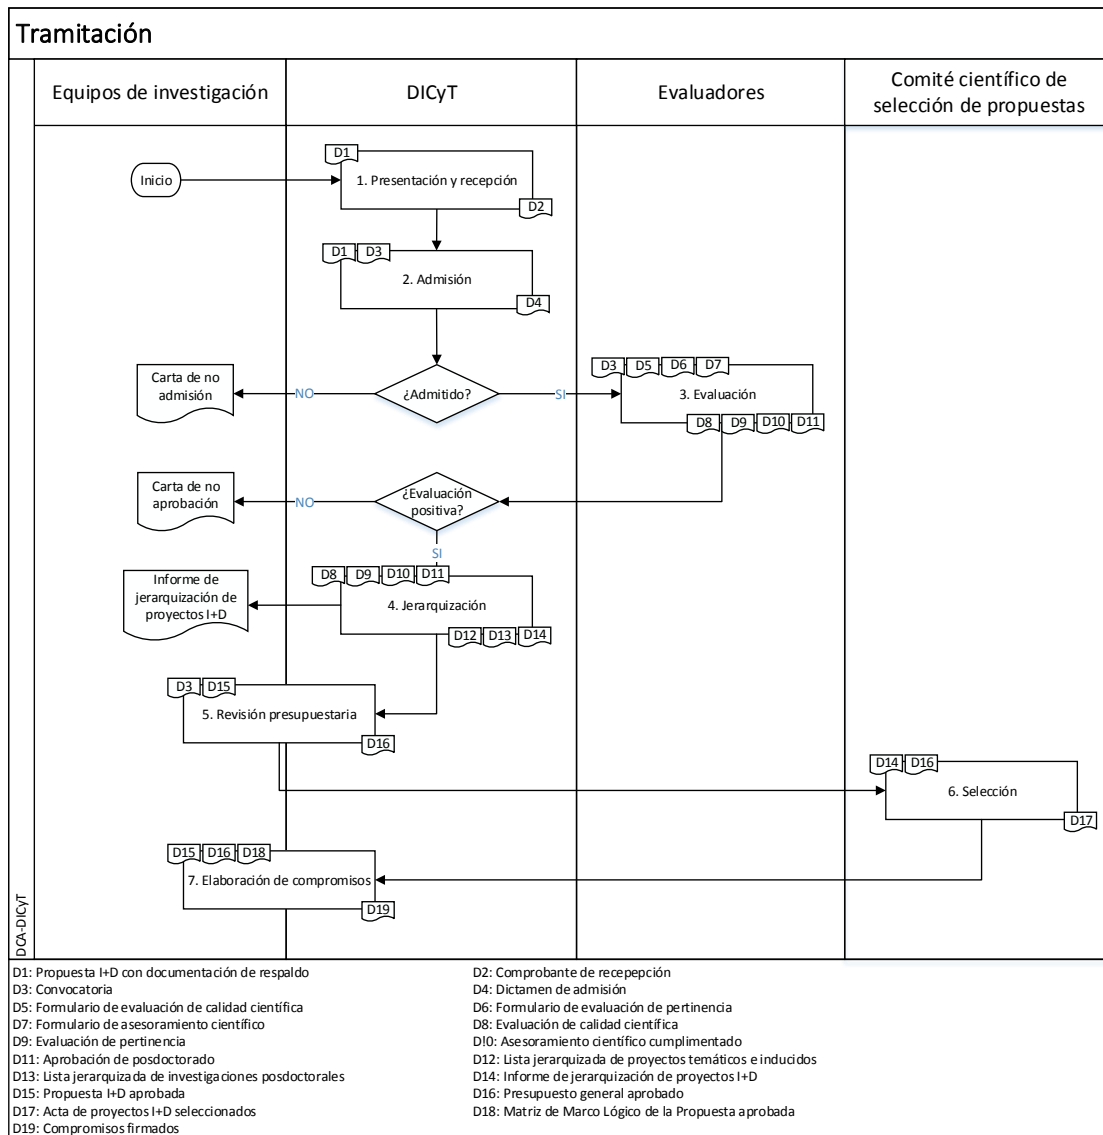 Tramitación
Equipos de investigación
DICyT
Evaluadores
Comité científico de
selección de propuestas
D1
Inicio
1. Presentación y recepción
D2
D1
D3
2. Admisión
D4
Carta de no
admisión
NO
¿Admitido?
SI
D3
D5
D6
D7
3. Evaluación
D8
D9
D10
D11
Carta de no
aprobación
NO
¿Evaluación
positiva?
SI
Informe de
jerarquización de
proyectos I+D
D8
D9
D10
D11
4. Jerarquización
D12
D13
D14
D3
D15
5. Revisión presupuestaria
D16
D14
D16
6. Selección
D17
D15
D16
D18
7. Elaboración de compromisos
D19
DCA-DICyT
D1: Propuesta I+D con documentación de respaldo
D2: Comprobante de recepepción
D3: Convocatoria
D4: Dictamen de admisión
D5: Formulario de evaluación de calidad científica
D6: Formulario de evaluación de pertinencia
D7: Formulario de asesoramiento científico
D8: Evaluación de calidad científica
D9: Evaluación de pertinencia
D!0: Asesoramiento científico cumplimentado
D11: Aprobación de posdoctorado
D12: Lista jerarquizada de proyectos temáticos e inducidos
D13: Lista jerarquizada de investigaciones posdoctorales
D14: Informe de jerarquización de proyectos I+D
D15: Propuesta I+D aprobada
D16: Presupuesto general aprobado
D17: Acta de proyectos I+D seleccionados
D18: Matriz de Marco Lógico de la Propuesta aprobada
D19: Compromisos firmados